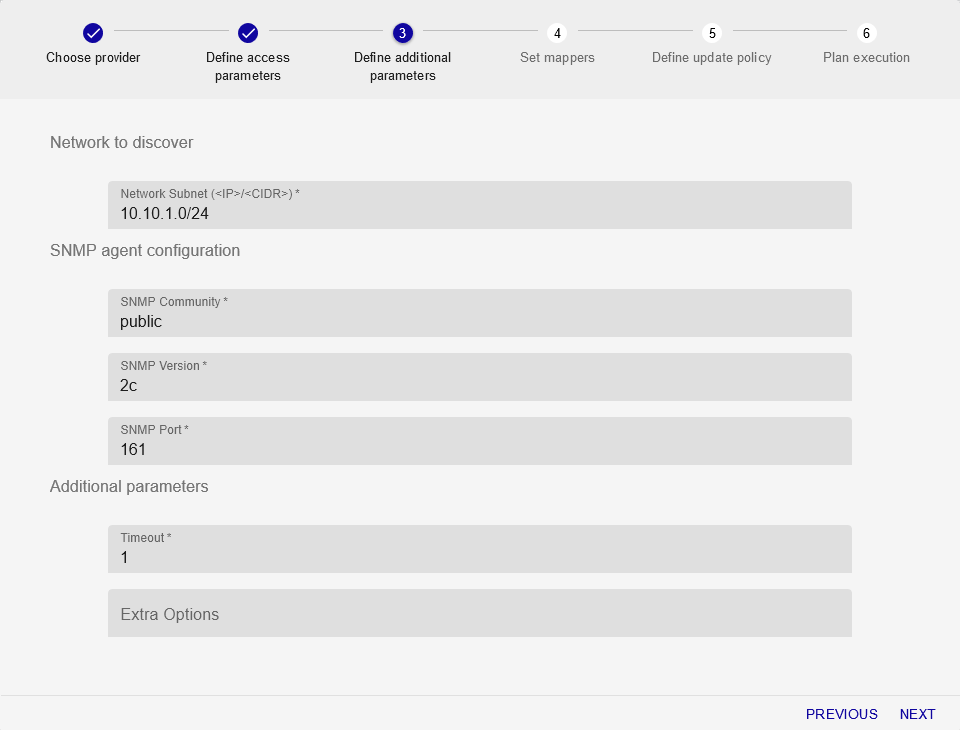 3 4 5 6
Choose provider Define access Define additional Set mappers Define update policy Plan execution
parameters parameters
Network to discover
Network Subnet (<IP>/<CIDR>) *
10.10.1.0/24
SNMP agent configuration
SNMP Community *
public
SNMP Version *
2c
SNMP Port *
161
Additional parameters
Timeout *
1
Extra Options
PREVIOUS NEXT